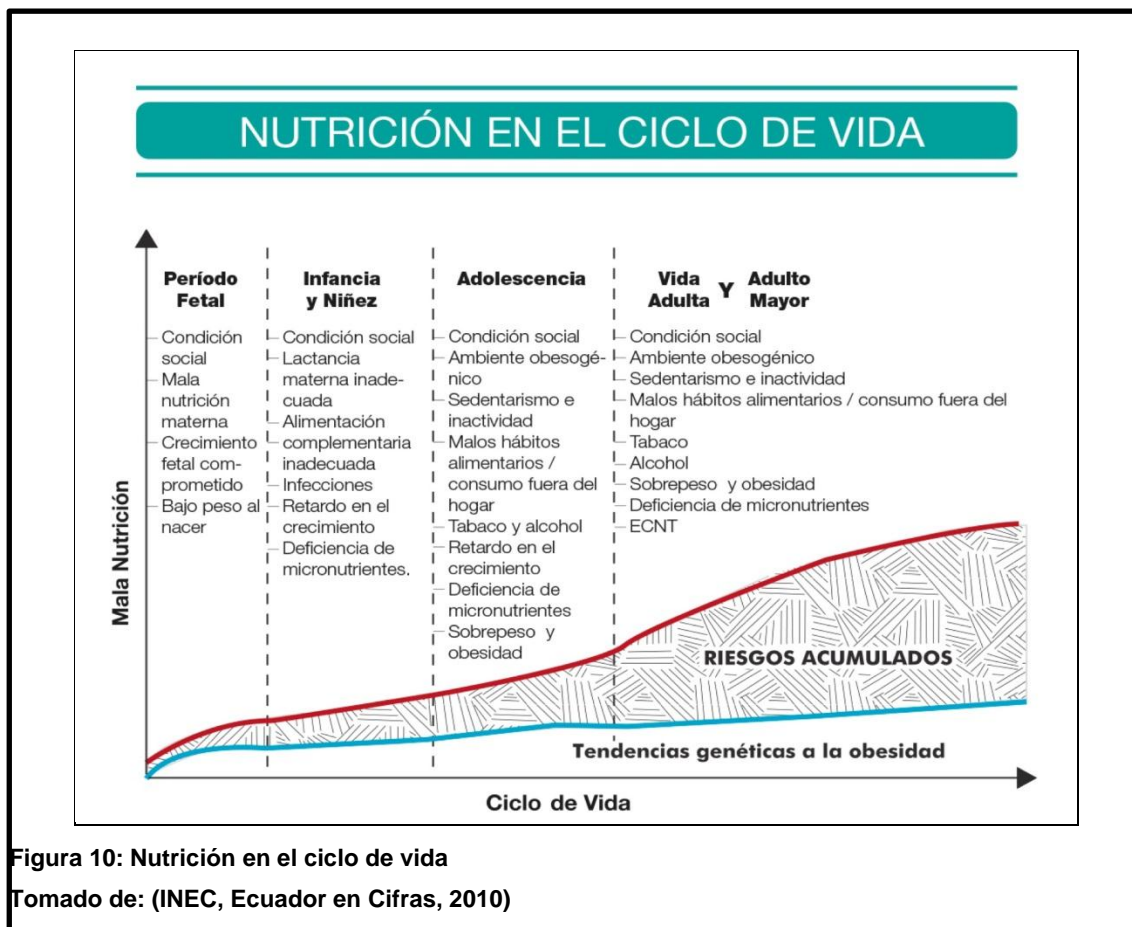 NUTRICIÓN EN EL CICLO DE VIDA
Período
Fetal
Condición
social
Mala
nutrición
materna
Crecimiento
fetal com-
prometido
Bajo peso al
nacer
Infancia
y Niñez
Condición social
Lactancia
materna inade-
cuada
Alimentación
complementaria
inadecuada
Infecciones
Retardo en el
crecimiento
Deficiencia de
micronutrientes.
Adolescencia
Condición social
Ambiente obesogé-
nico
Sedentarismo e
inactividad
Malos hábitos
alimentarios /
consumo fuera del
hogar
Tabaco y alcohol
Retardo en el
crecimiento
Deficiencia de
micronutrientes
Sobrepeso y
obesidad
Vida
Adulta
Y
Adulto
Mayor
Condición social
Ambiente obesogénico
Sedentarismo e inactividad
Malos hábitos alimentarios / consumo fuera del
hogar
Tabaco
Alcohol
Sobrepeso y obesidad
Deficiencia de micronutrientes
ECNT
Mala Nutrición
RIESGOS ACUMULADOS
Tendencias genéticas a la obesidad
Ciclo de Vida
Figura 10: Nutrición en el ciclo de vida
Tomado de: (INEC, Ecuador en Cifras, 2010)